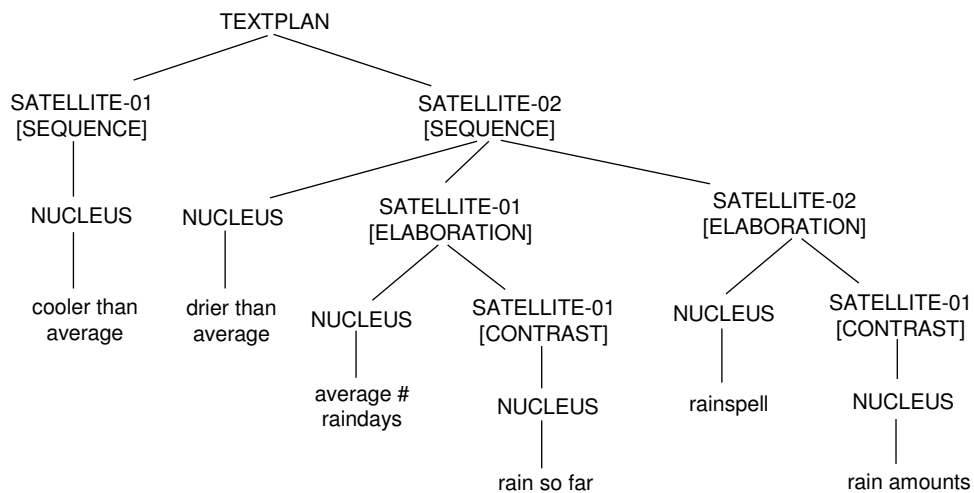 TEXTPLAN
SATELLITE-01
[SEQUENCE]
SATELLITE-02
[SEQUENCE]
NUCLEUS
NUCLEUS
SATELLITE-01
[ELABORATION]
SATELLITE-02
[ELABORATION]
cooler than
average
drier than
average
NUCLEUS
SATELLITE-01
[CONTRAST]
NUCLEUS
SATELLITE-01
[CONTRAST]
average #
raindays
NUCLEUS
rainspell
NUCLEUS
rain so far
rain amounts